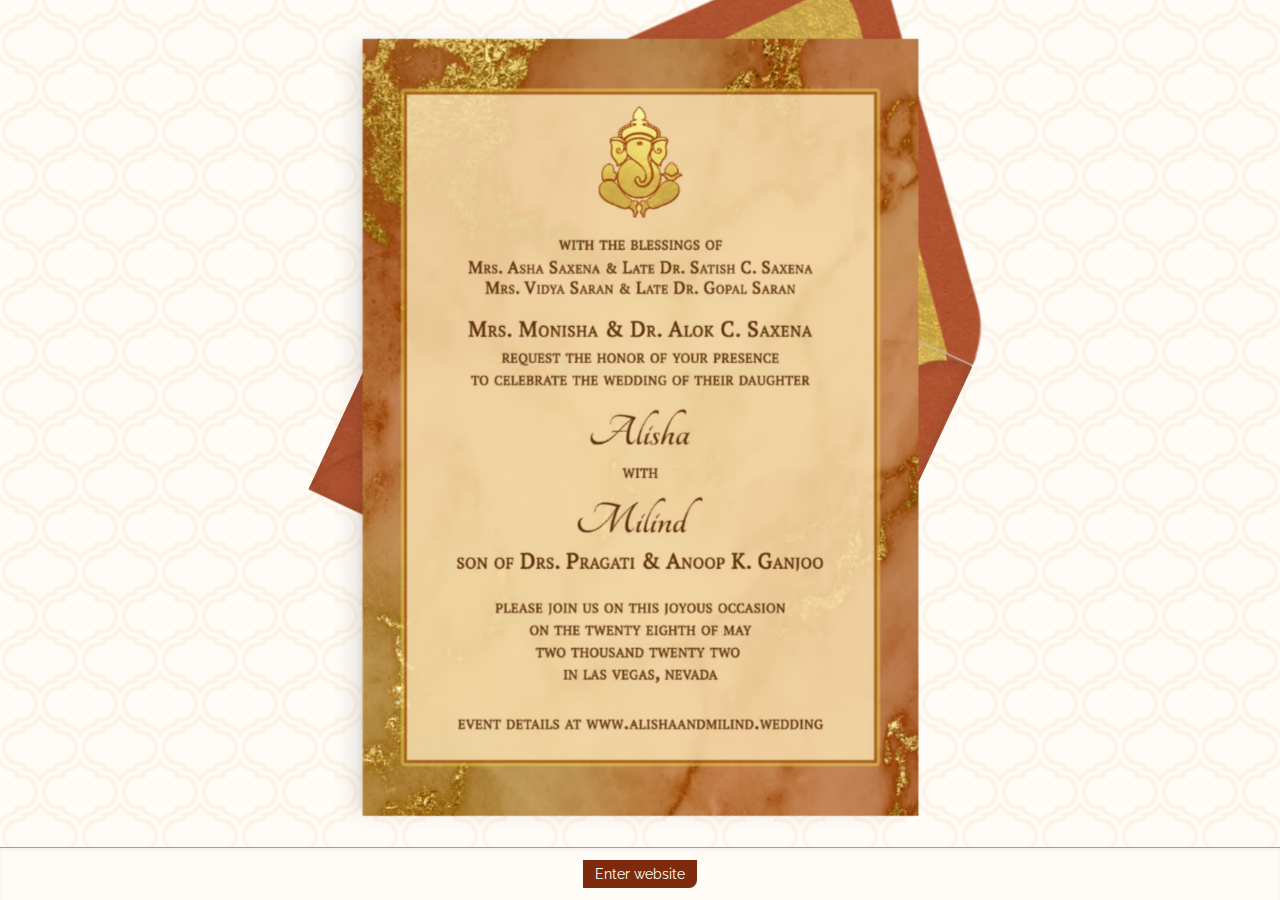 WITH THE BLESSINGS OF
MRS. ASHA SAXENA & LATE DR. SATISH C. SAXENA
MRS. VIDYA SARAN & LATE DR. GOPAL SARAN
MRS. MONISHA & DR. ALOK C. SAXENA
REQUEST THE HONOR OF YOUR PRESENCE
TO CELEBRATE THE WEDDING OF THEIR DAUGHTER
Alisha
WITH
Milind
SON OF DRS. PRAGATI & ANOOP K. GANJOO
PLEASE JOIN US ON THIS JOYOUS OCCASION
ON THE TWENTY EIGHTH OF MAY
TWO THOUSAND TWENTY TWO
IN LAS VEGAS, NEVADA
EVENT DETAILS AT WWW.ALISHAANDMILIND.WEDDING
Enter website